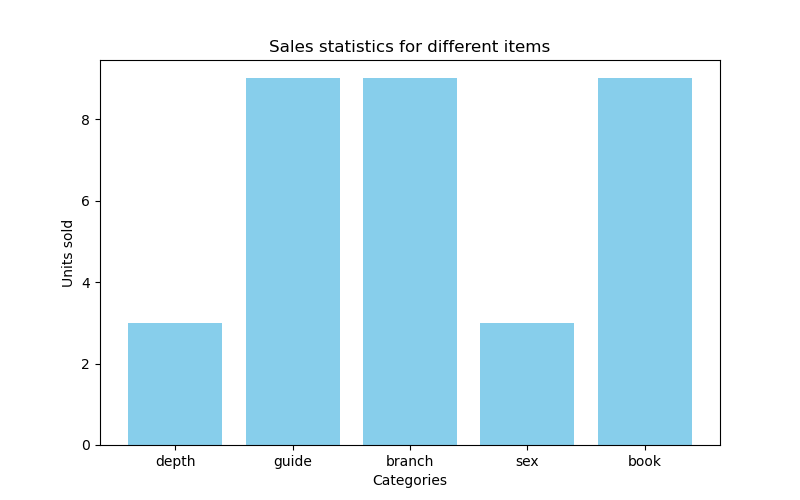 Sales statistics for different items
Units sold
8
6
4
2
0
depth guide branch sex book
Categories